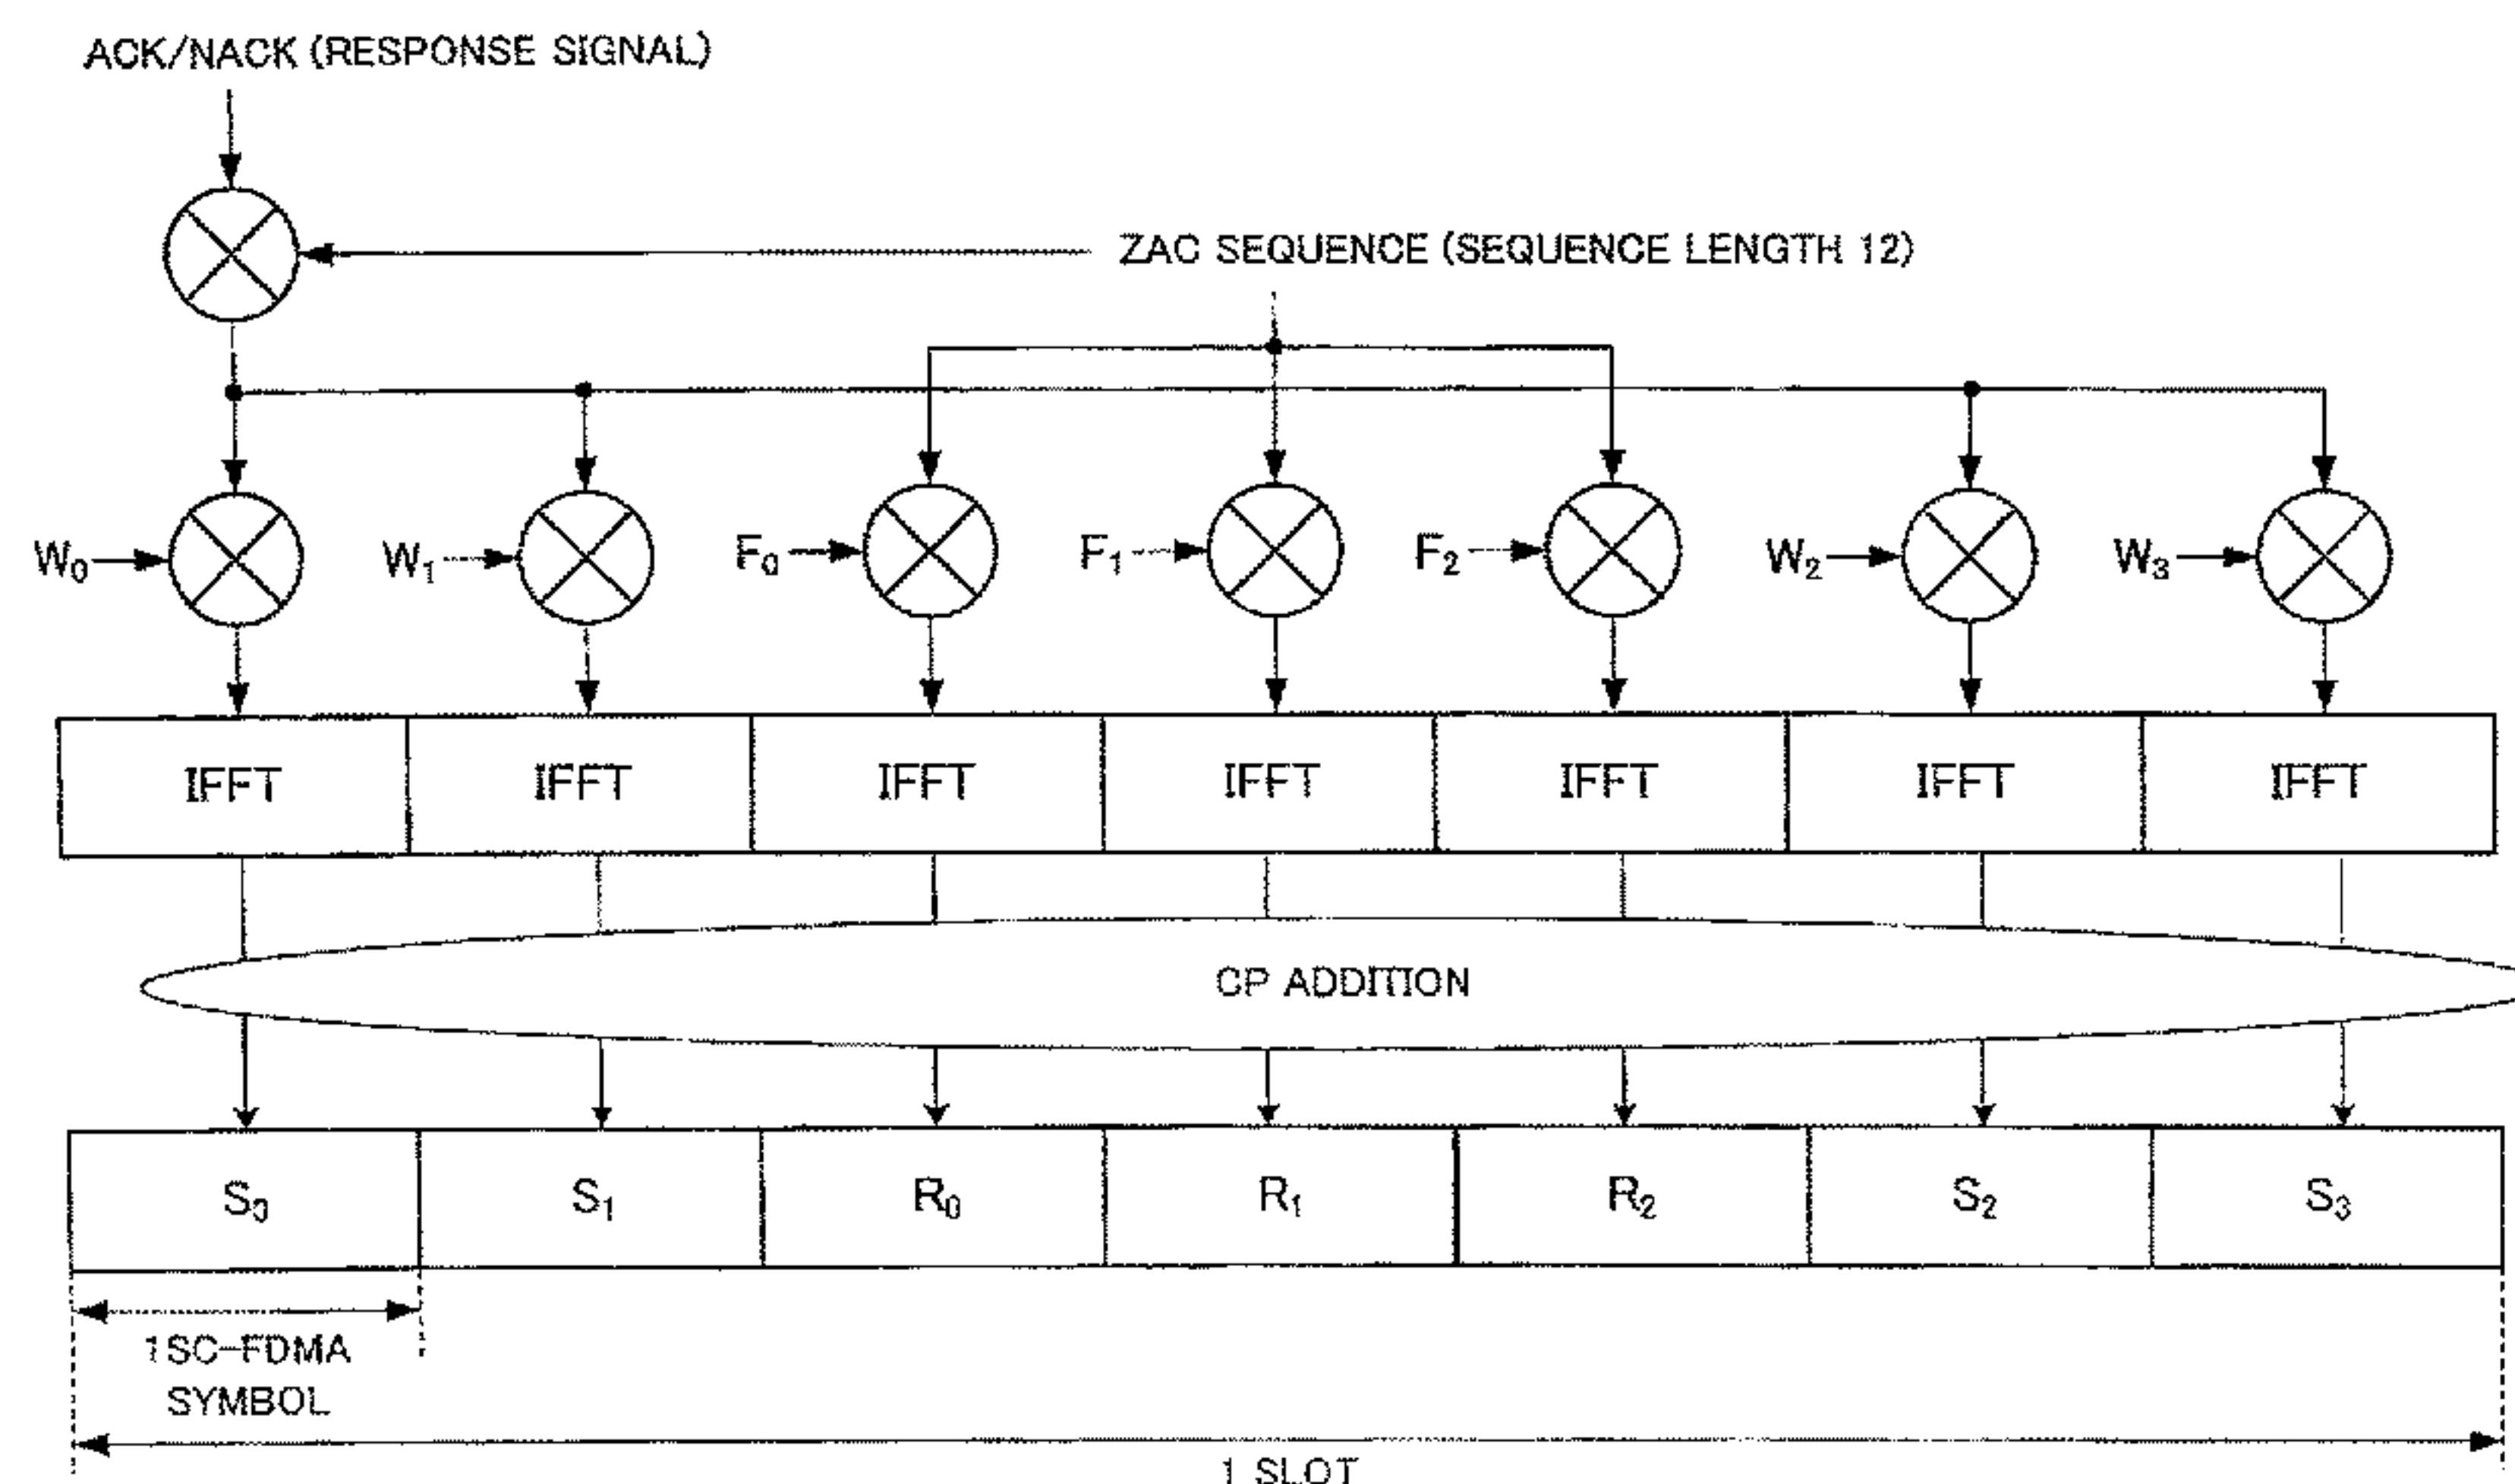 ACK/NACK (RESPONSE SIGNAL)
ZAC SEQUENCE (SEQUENCE LENGTH 12)
W0 W1 F0 F1 F2 W2 W3
IFFT IFFT IFFT IFFT IFFT IFFT IFFT
CP ADDITION
S0 S1 R0 R1 R2 S2 S3
1SC-FDMA
SYMBOL
1 SLOT